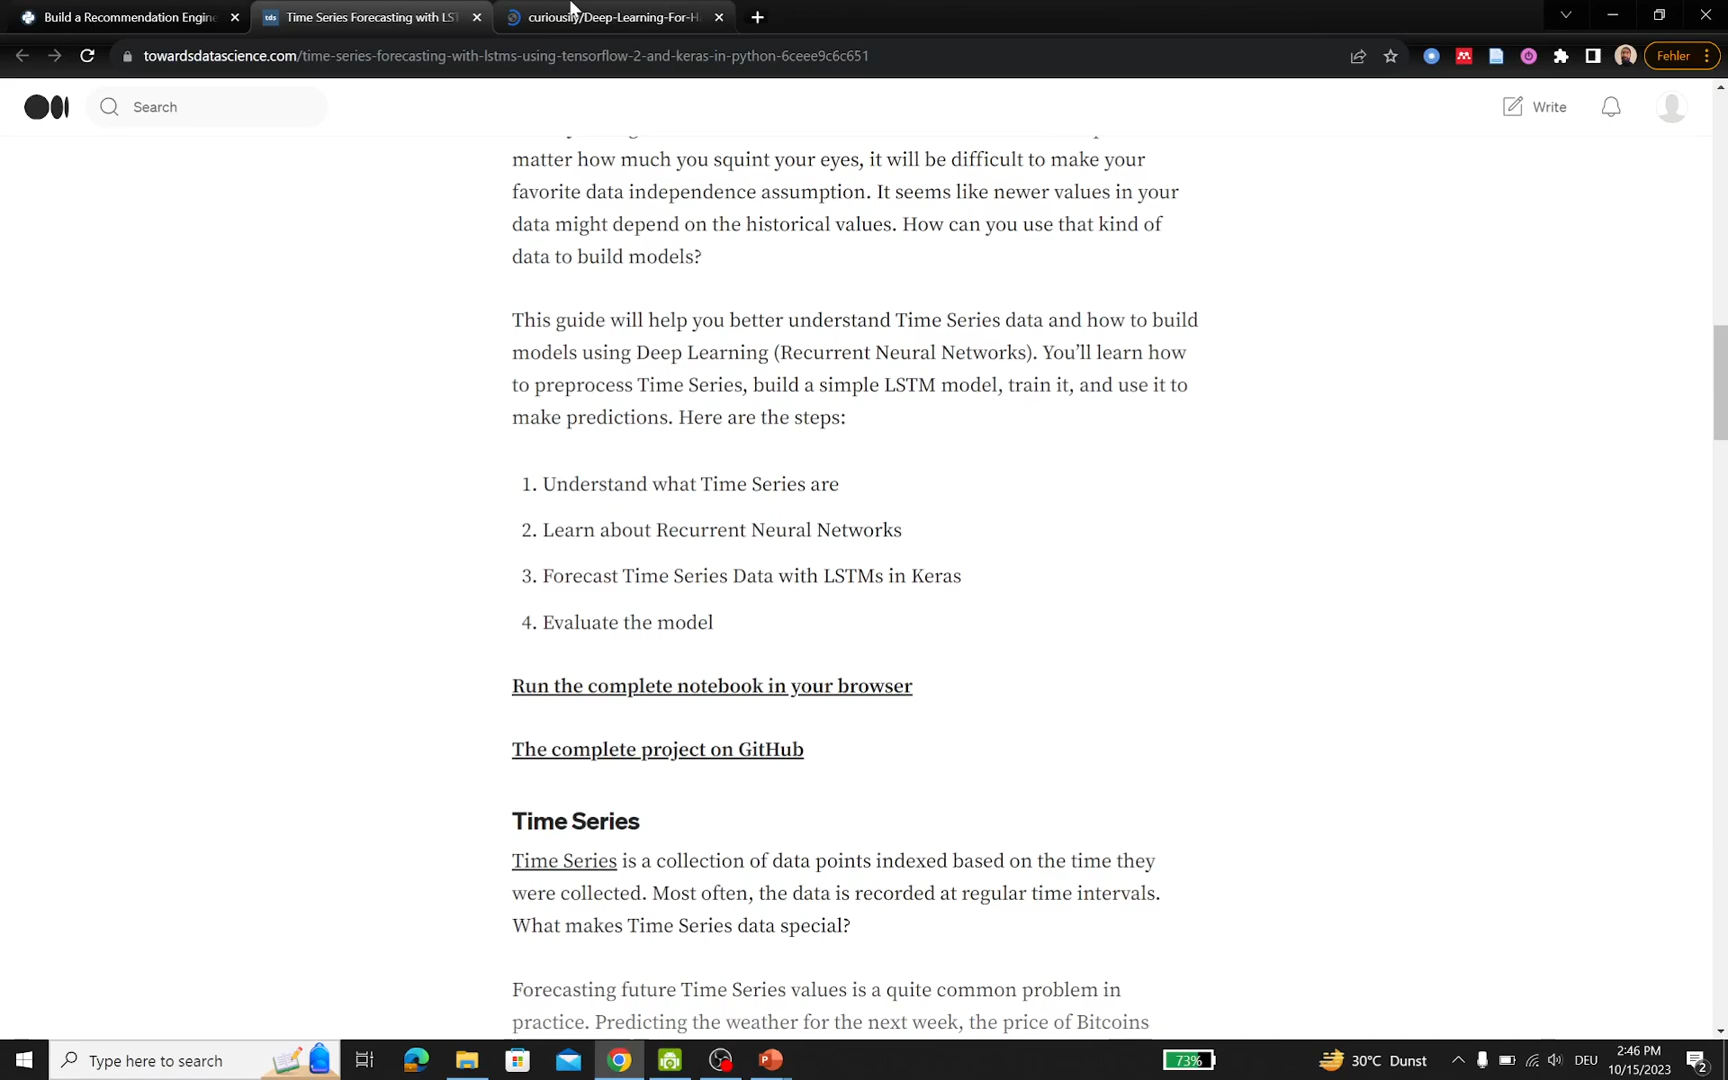 Build a Recommendation Engine
tds Time Series Forecasting with LST
curiousily/Deep-Learning-For-Ha
towardsdatascience.com/time-series-forecasting-with-lstms-using-tensorflow-2-and-keras-in-python-6ceee9c6c651
Fehler
Search
Write
matter how much you squint your eyes, it will be difficult to make your
favorite data independence assumption. It seems like newer values in your
data might depend on the historical values. How can you use that kind of
data to build models?
This guide will help you better understand Time Series data and how to build
models using Deep Learning (Recurrent Neural Networks). You’ll learn how
to preprocess Time Series, build a simple LSTM model, train it, and use it to
make predictions. Here are the steps:
1. Understand what Time Series are
2. Learn about Recurrent Neural Networks
3. Forecast Time Series Data with LSTMs in Keras
4. Evaluate the model
Run the complete notebook in your browser
The complete project on GitHub
Time Series
Time Series is a collection of data points indexed based on the time they
were collected. Most often, the data is recorded at regular time intervals.
What makes Time Series data special?
Forecasting future Time Series values is a quite common problem in
practice. Predicting the weather for the next week, the price of Bitcoins
Type here to search
73%
30°C Dunst
DEU
2:46 PM
10/15/2023
2